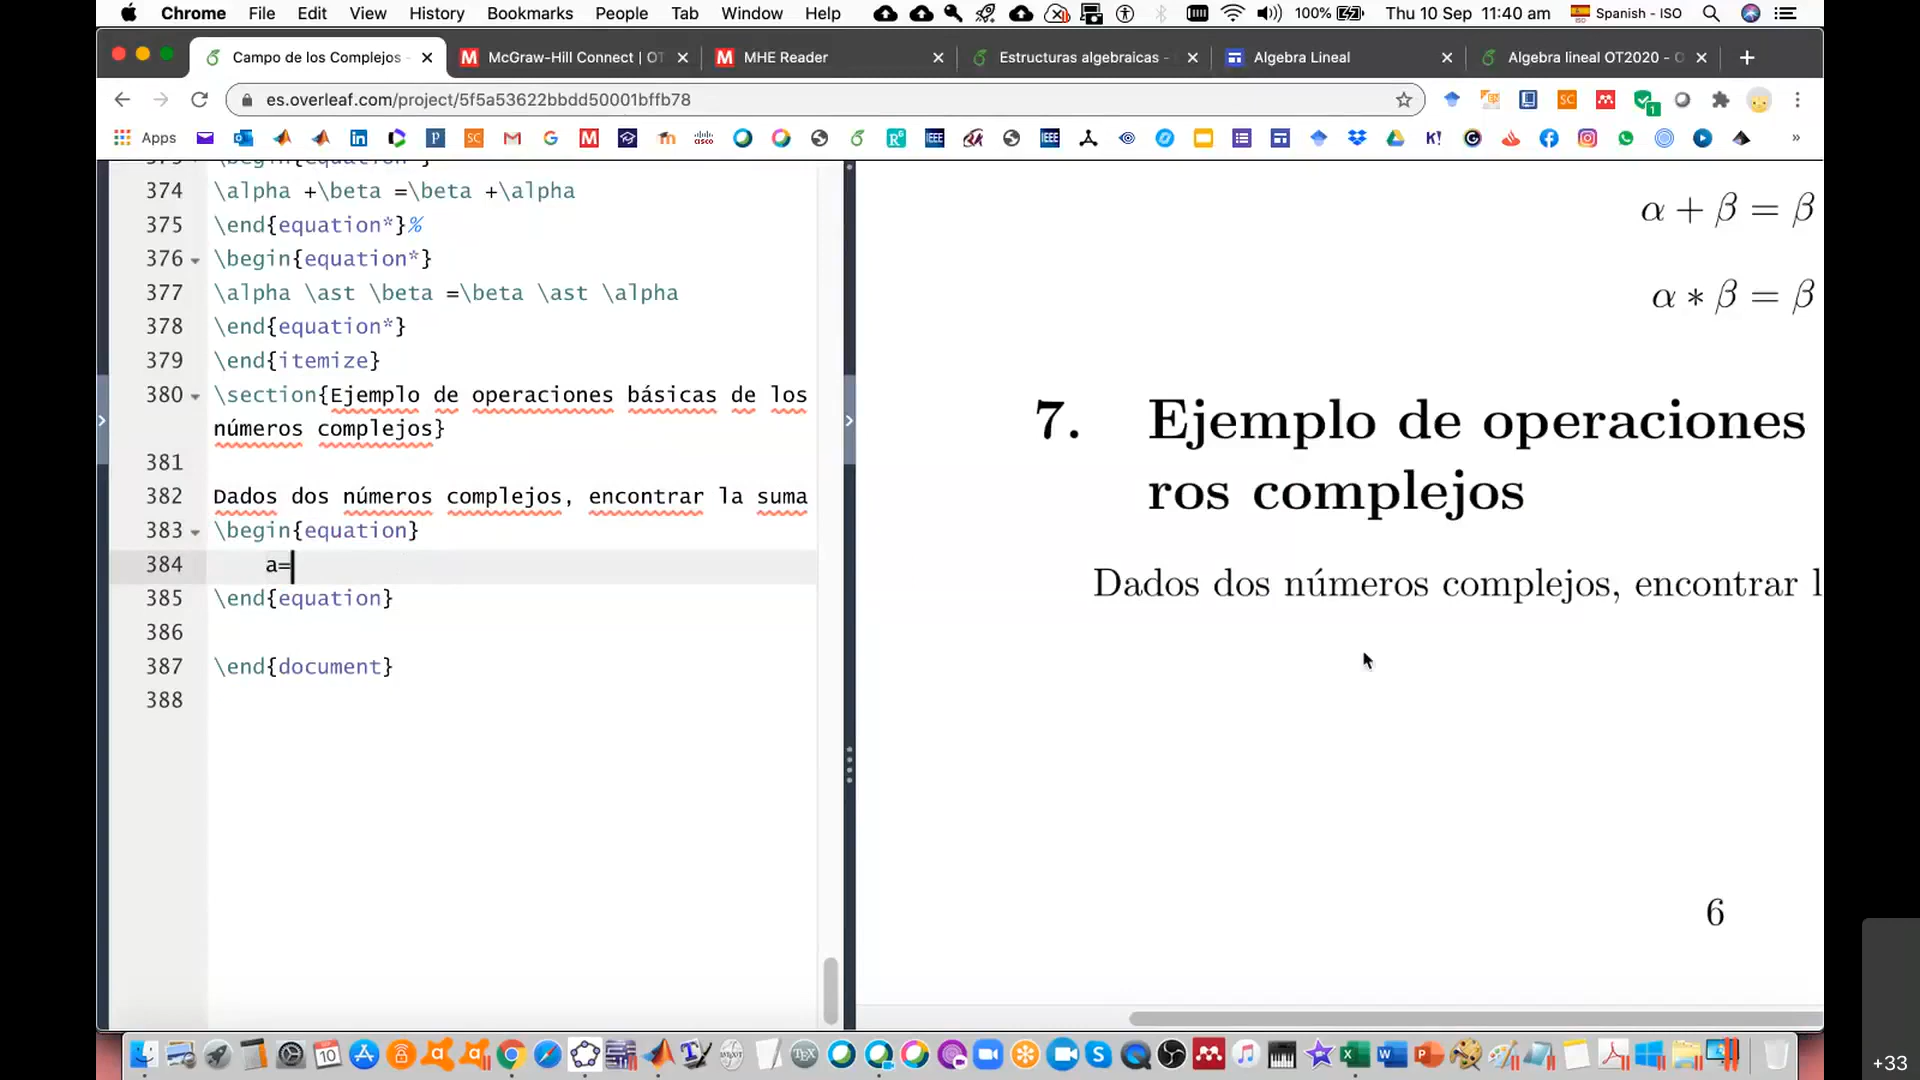 Chrome File Edit View History Bookmarks People Tab Window Help 100% Thu 10 Sep 11:40 am Spanish - ISO
Campo de los Complejos - McGraw-Hill Connect | OT MHE Reader Estructuras algebraicas - Algebra Lineal Algebra lineal OT2020 - O
es.overleaf.com/project/5f5a53622bbdd50001bffb78
Apps
374 \alpha +\beta =\beta +\alpha
375 \end{equation*}%
376 \begin{equation*}
377 \alpha \ast \beta =\beta \ast \alpha
378 \end{equation*}
379 \end{itemize}
380 \section{Ejemplo de operaciones básicas de los
números complejos}
381
382 Dados dos números complejos, encontrar la suma
383 \begin{equation}
384 a=
385 \end{equation}
386
387 \end{document}
388
α + β = β
α ∗ β = β
7. Ejemplo de operaciones
ros complejos
Dados dos números complejos, encontrar l
6
+33